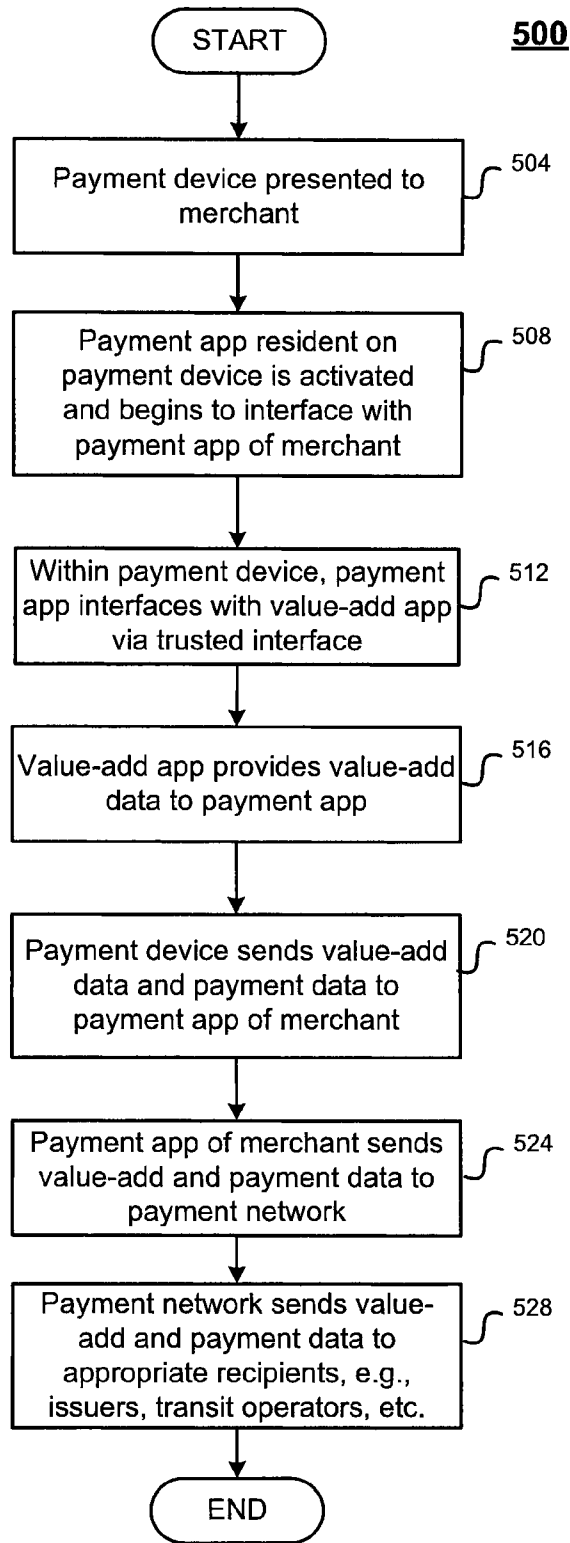 START
500
Payment device presented to
merchant
504
Payment app resident on
payment device is activated
and begins to interface with
payment app of merchant
508
Within payment device, payment
app interfaces with value-add app
via trusted interface
512
Value-add app provides value-add
data to payment app
516
Payment device sends value-add
data and payment data to
payment app of merchant
520
Payment app of merchant sends
value-add and payment data to
payment network
524
Payment network sends value-
add and payment data to
appropriate recipients, e.g.,
issuers, transit operators, etc.
528
END